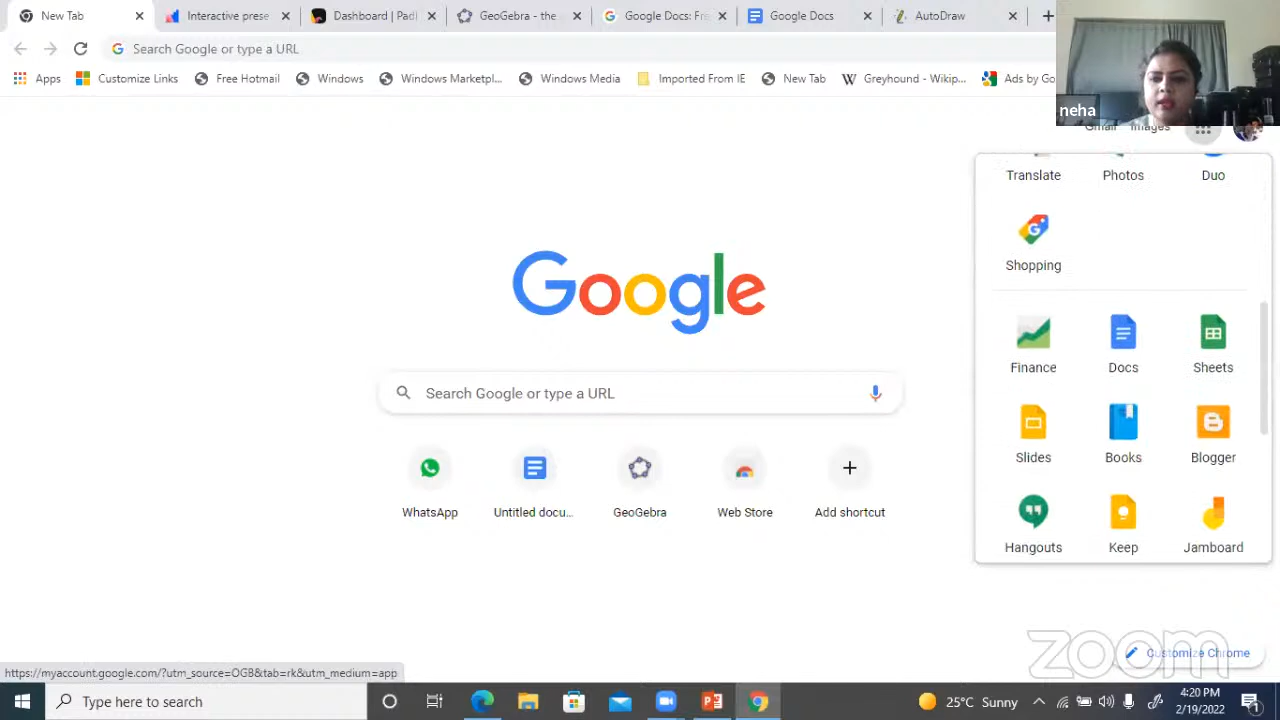 New Tab
Interactive prese
Dashboard | Padl
GeoGebra - the
Google Docs: Fre
Google Docs
AutoDraw
Search Google or type a URL
Apps
Customize Links
Free Hotmail
Windows
Windows Marketpl...
Windows Media
Imported From IE
New Tab
W Greyhound - Wikip...
Ads by Go
neha
Gmail Images
Translate
Photos
Duo
Shopping
Google
Finance
Docs
Sheets
Search Google or type a URL
Slides
Books
Blogger
WhatsApp
Untitled docu...
GeoGebra
Web Store
Add shortcut
Hangouts
Keep
Jamboard
zoom
Customize Chrome
https://myaccount.google.com/?utm_source=OGB&tab=rk&utm_medium=app
Type here to search
25°C Sunny
4:20 PM
2/19/2022
1